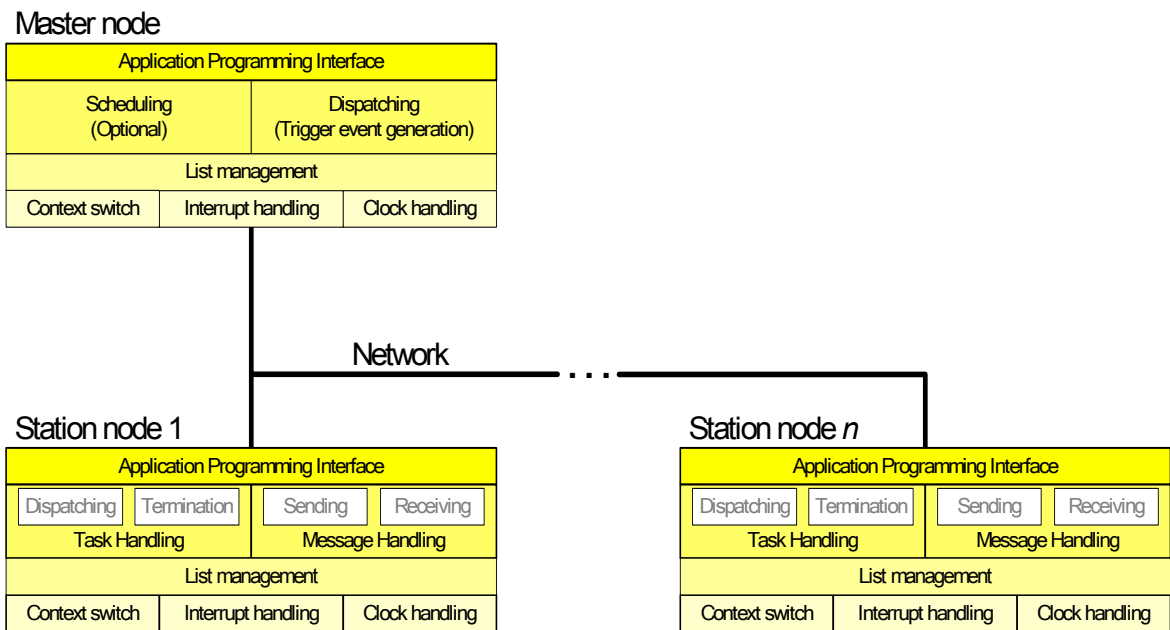 Master node
Application Programming Interface
Scheduling
(Optional)
Dispatching
(Trigger event generation)
List management
Context switch
Interrupt handling
Clock handling
Network
...
Station node 1
Application Programming Interface
Dispatching
Termination
Sending
Receiving
Task Handling
Message Handling
List management
Context switch
Interrupt handling
Clock handling
Station node n
Application Programming Interface
Dispatching
Termination
Sending
Receiving
Task Handling
Message Handling
List management
Context switch
Interrupt handling
Clock handling